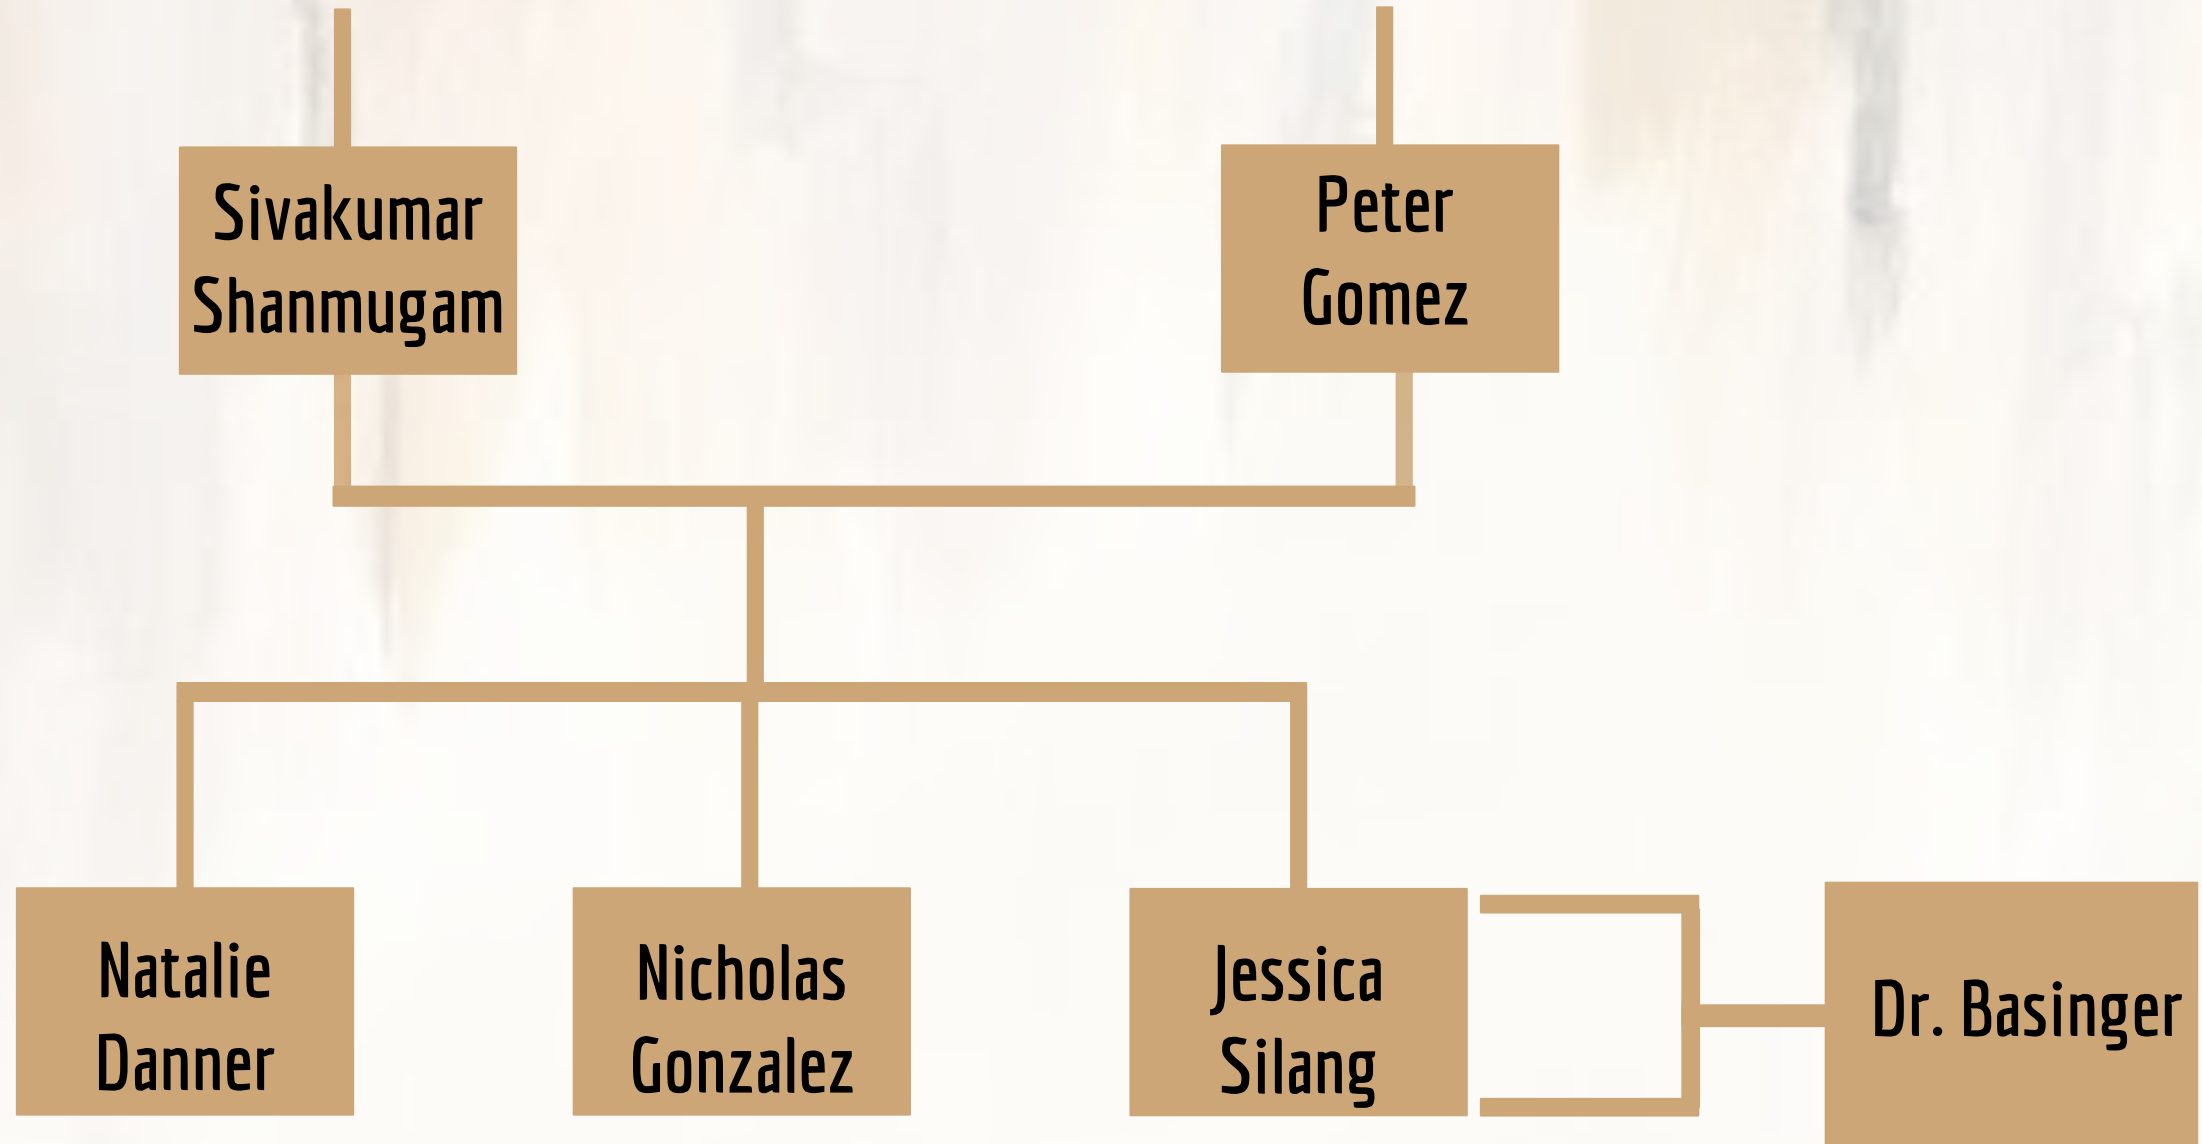 Sivakumar
Shanmugam
Peter
Gomez
Natalie
Danner
Nicholas
Gonzalez
Jessica
Silang
Dr. Basinger